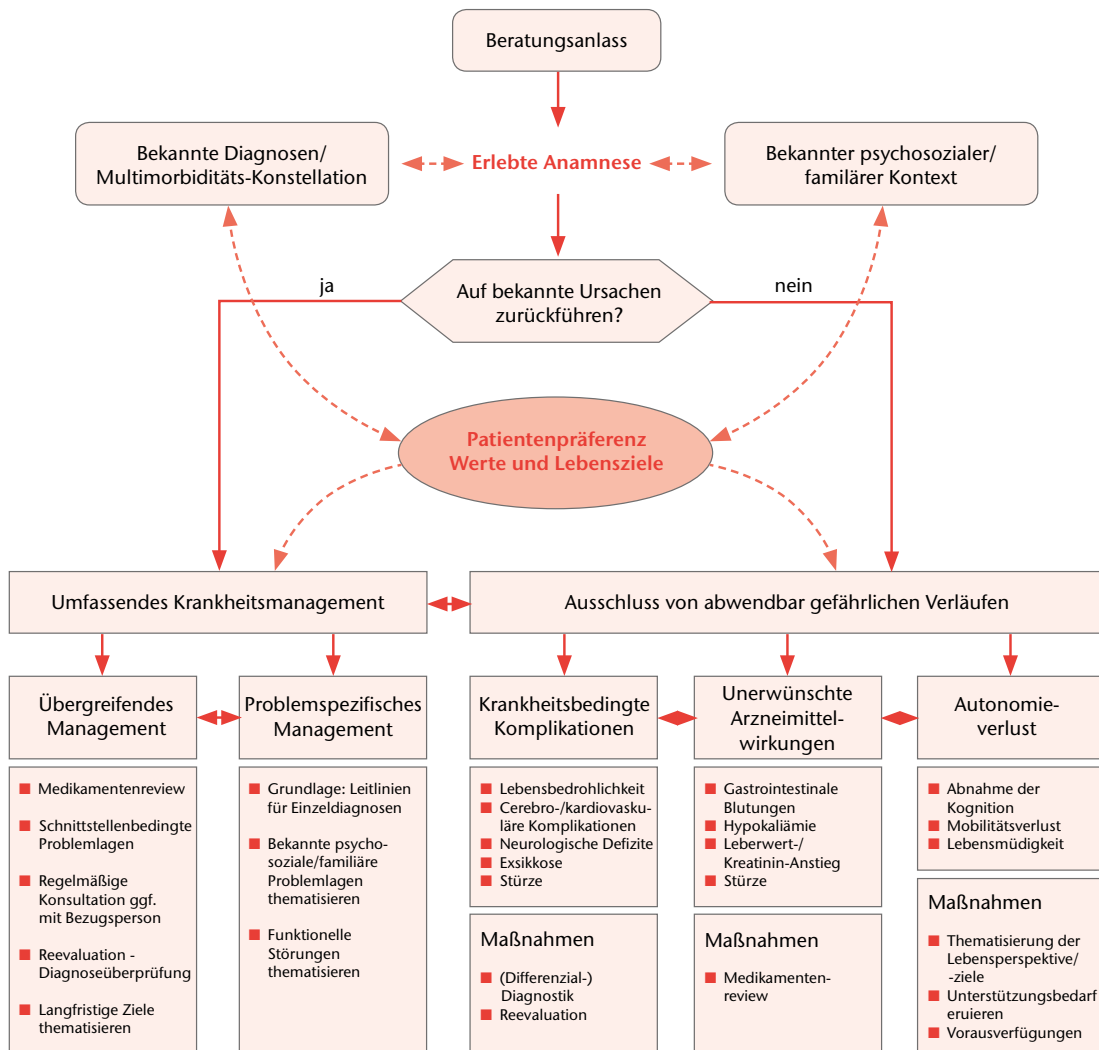 Beratungsanlass
Bekannte Diagnosen/
Multimorbiditäts-Konstellation
Erlebte Anamnese
Bekannter psychosozialer/
familärer Kontext
ja
Auf bekannte Ursachen
zurückführen?
nein
Patientenpräferenz
Werte und Lebensziele
Umfassendes Krankheitsmanagement
Ausschluss von abwendbar gefährlichen Verläufen
Übergreifendes
Management
Medikamentenreview
Schnittstellenbedingte
Problemlagen
Regelmäßige
Konsultation ggf.
mit Bezugsperson
Reevaluation -
Diagnoseüberprüfung
Langfristige Ziele
thematisieren
Problemspezifisches
Management
Grundlage: Leitlinien
für Einzeldiagnosen
Bekannte psycho-
soziale/familiäre
Problemlagen
thematisieren
Funktionelle
Störungen
thematisieren
Krankheitsbedingte
Komplikationen
Lebensbedrohlichkeit
Cerebro-/kardiovasku-
läre Komplikationen
Neurologische Defizite
Exsikkose
Stürze
Maßnahmen
(Differenzial-)
Diagnostik
Reevaluation
Unerwünschte
Arzneimittel-
wirkungen
Gastrointestinale
Blutungen
Hypokaliämie
Leberwert-/
Kreatinin-Anstieg
Stürze
Maßnahmen
Medikamenten-
review
Autonomie-
verlust
Abnahme der
Kognition
Mobilitätsverlust
Lebensmüdigkeit
Maßnahmen
Thematisierung der
Lebensperspektive/
-ziele
Unterstützungsbedarf
eruieren
Vorausverfügungen